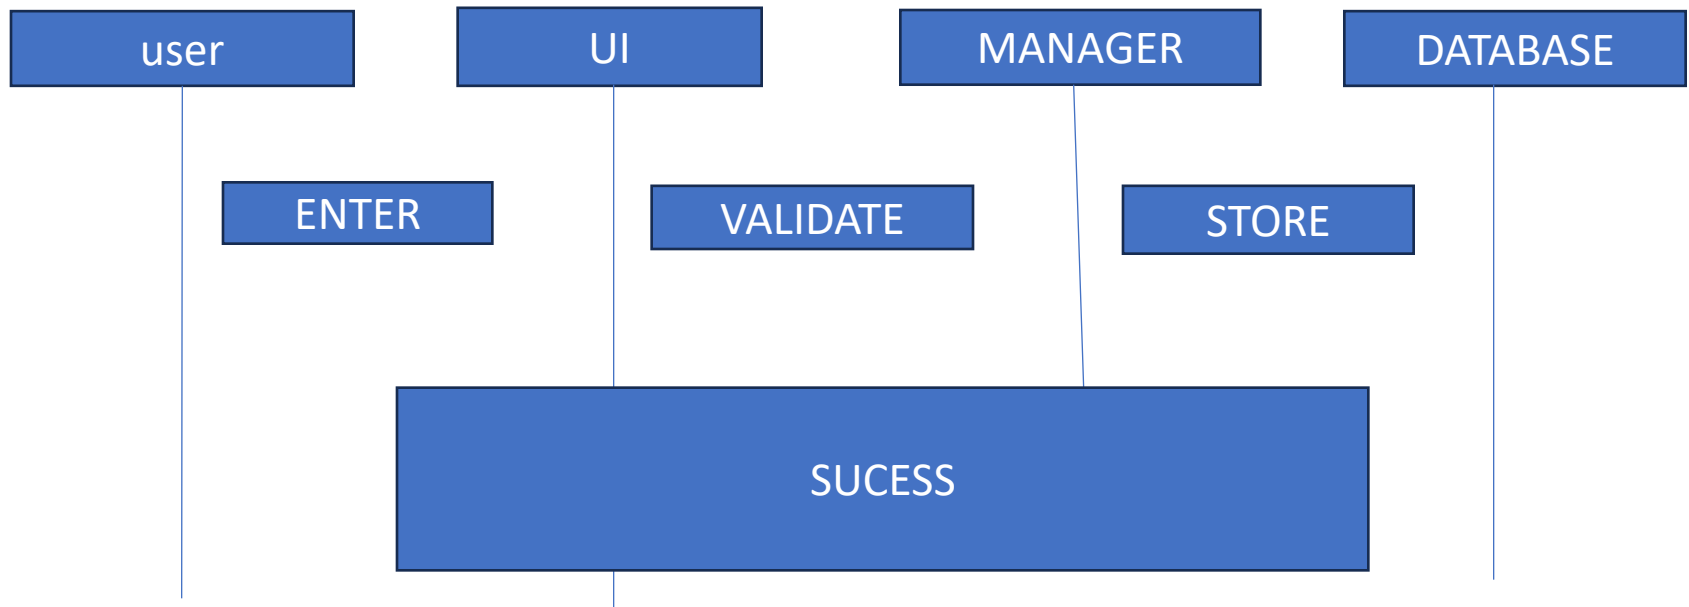 user
UI
MANAGER
DATABASE
ENTER
VALIDATE
STORE
SUCESS